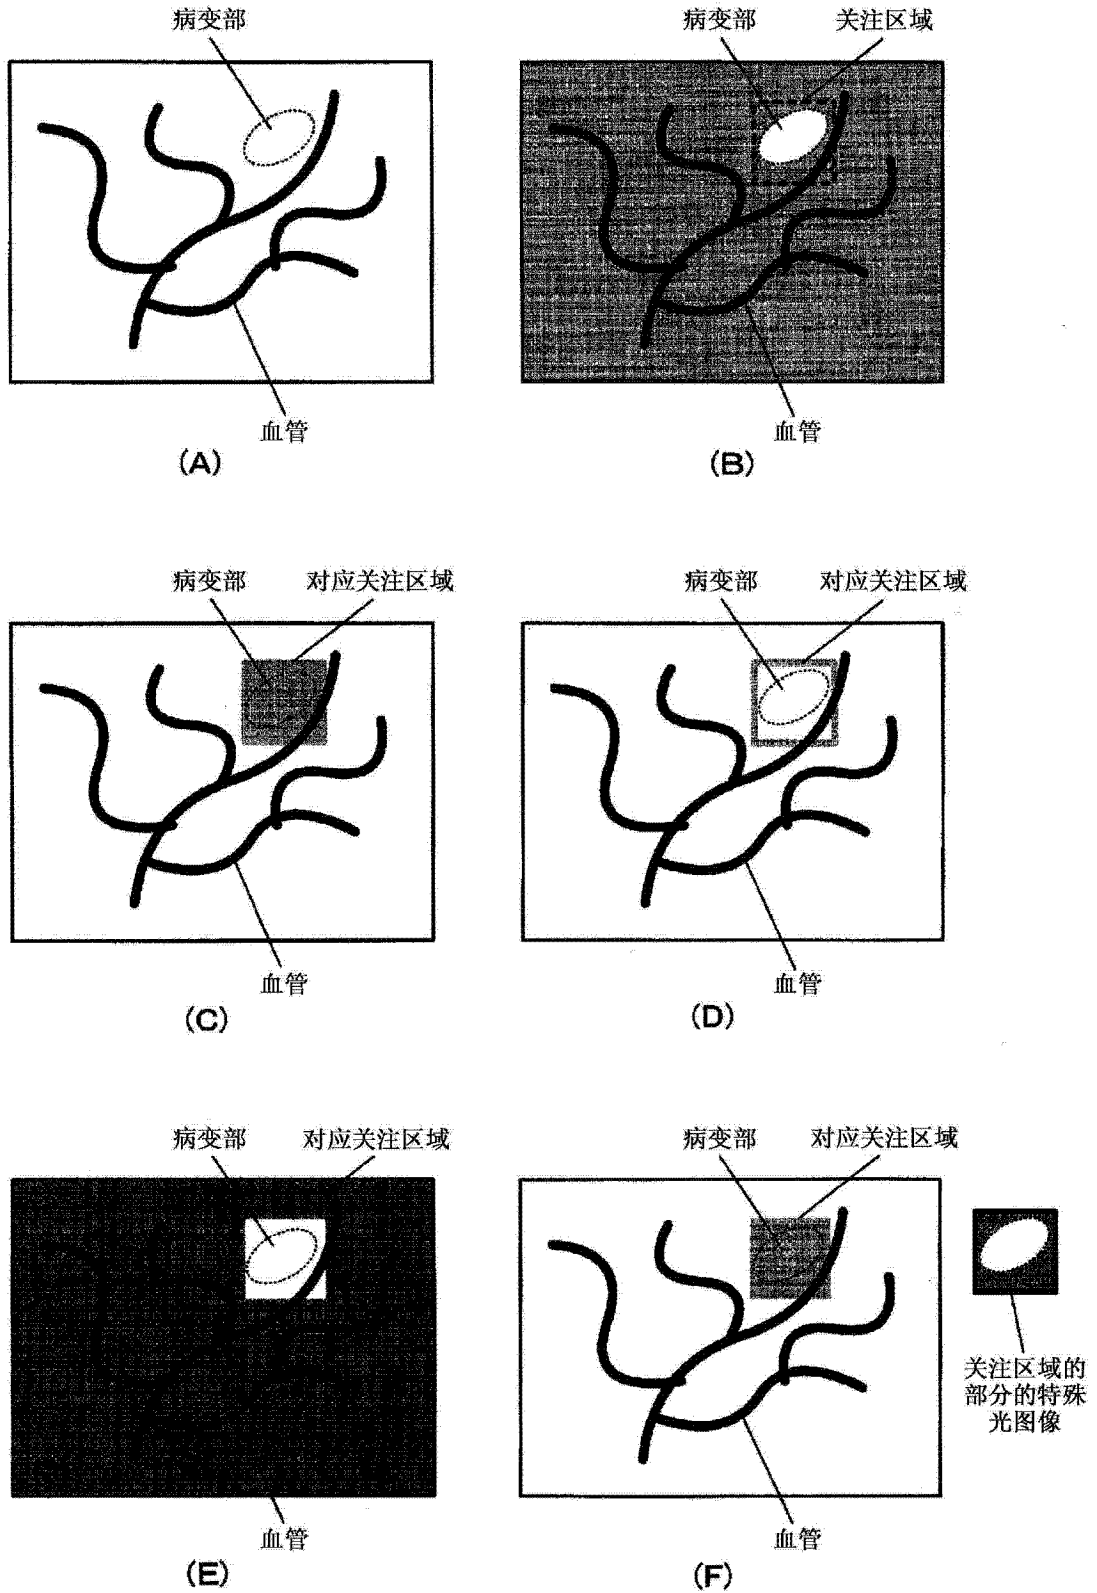 病变部
病变部 关注区域
血管
血管
(A)
(B)
病变部 对应关注区域
病变部 对应关注区域
血管
血管
(C)
(D)
病变部 对应关注区域
病变部 对应关注区域
关注区域的
部分的特殊
光图像
血管
血管
(E)
(F)